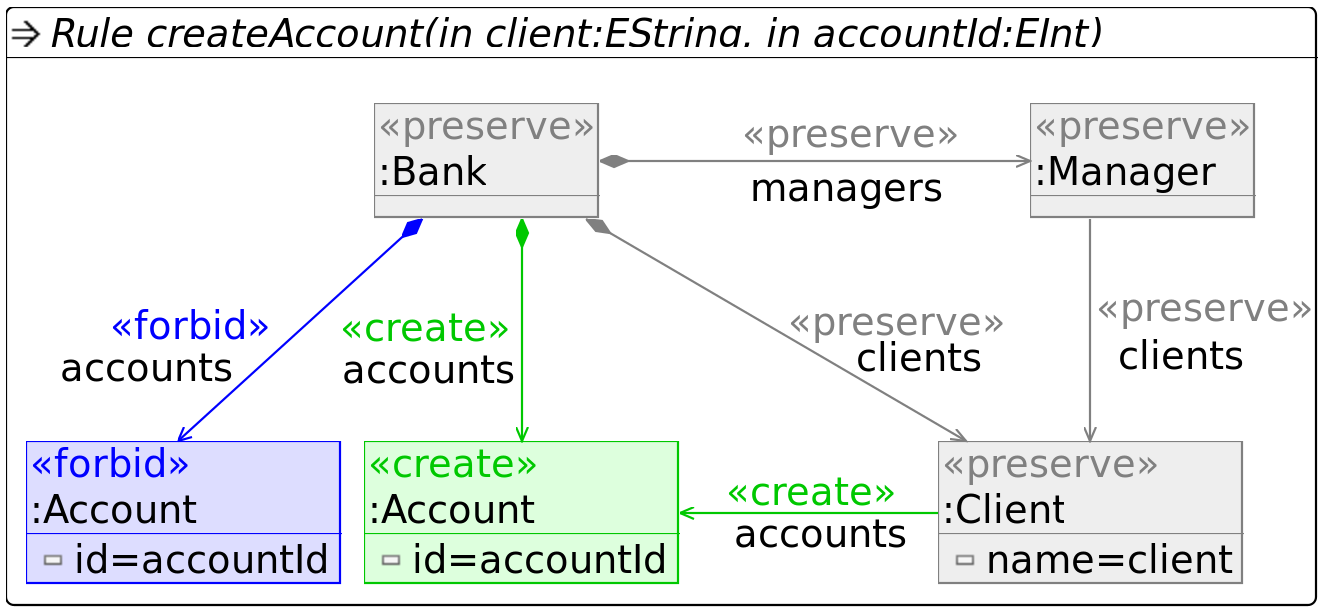 Rule createAccount(in client:EString, in accountId:EInt)
«preserve»
:Bank
«preserve»
managers
«preserve»
:Manager
«forbid»
accounts
«create»
accounts
«preserve»
clients
«preserve»
clients
«forbid»
:Account
id=accountId
«create»
:Account
id=accountId
«create»
accounts
«preserve»
:Client
name=client